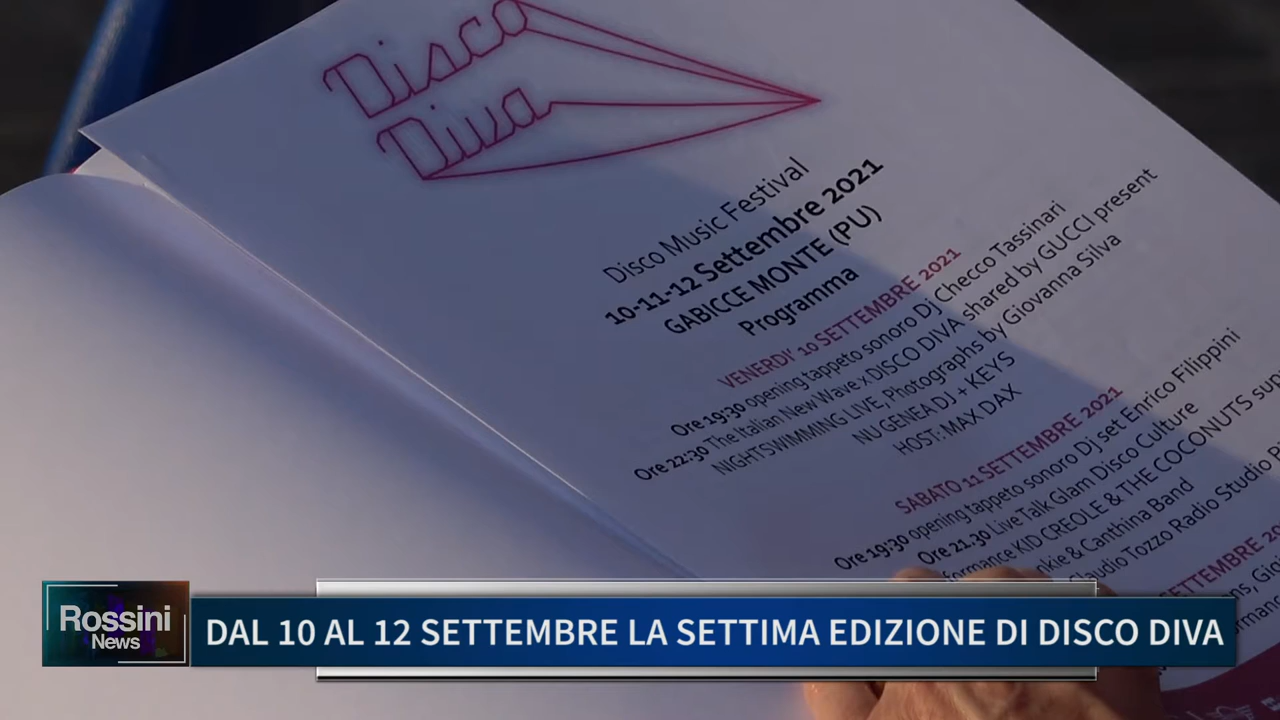 Disco
Diva
Disco Music Festival
10-11-12 Settembre 2021
GABICCE MONTE (PU)
Programma
VENERDI' 10 SETTEMBRE 2021
Ore 19:30 opening tappeto sonoro Dj Checco Tassinari
Ore 22:30 The Italian New Wave x DISCO DIVA shared by GUCCI present
NIGHTSWIMMING LIVE, Photographs by Giovanna Silva
NU GENEA DJ + KEYS
HOST: MAX DAX
SABATO 11 SETTEMBRE 2021
Ore 19:30 opening tappeto sonoro Dj set Enrico Filippini
Ore 21.30 Live Talk Glam Disco Culture
KID CREOLE & THE COCONUTS
& Canthina Band
Tozzo Radio Studio
SETTEMBRE
Rossini
News
DAL 10 AL 12 SETTEMBRE LA SETTIMA EDIZIONE DI DISCO DIVA